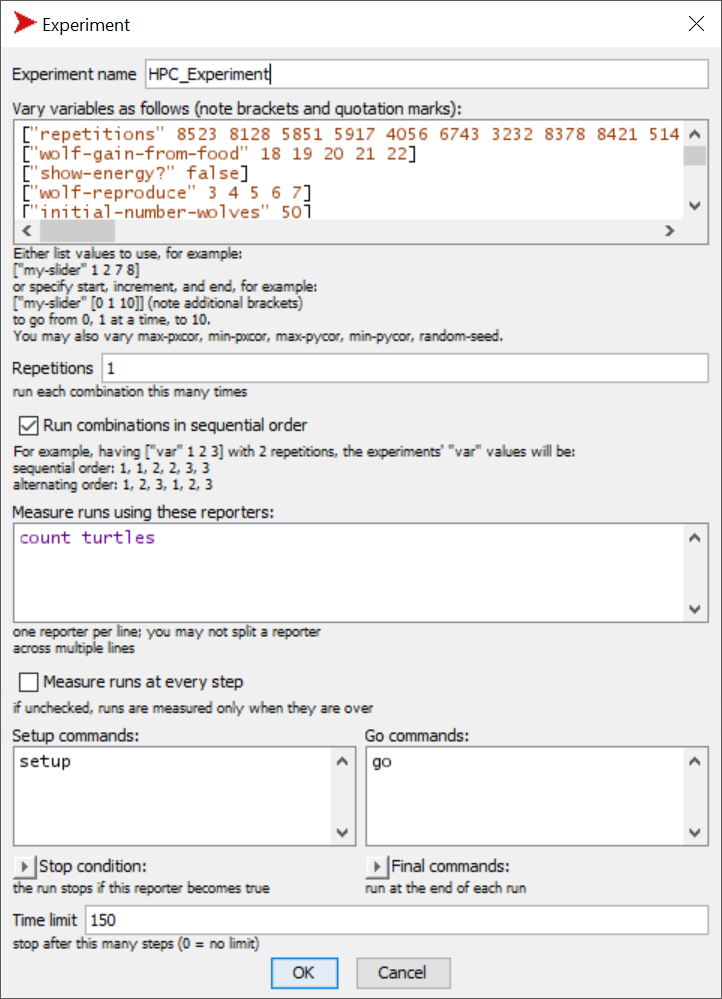 Experiment
Experiment name HPC_Experiment
Vary variables as follows (note brackets and quotation marks):
["repetitions" 8523 8128 5851 5917 4056 6743 3232 8378 8421 514
["wolf-gain-from-food" 18 19 20 21 22]
["show-energy?" false]
["wolf-reproduce" 3 4 5 6 7]
["initial-number-wolves" 50]
Either list values to use, for example:
["my-slider" 1 2 7 8]
or specify start, increment, and end, for example:
["my-slider" [0 1 10]] (note additional brackets)
to go from 0, 1 at a time, to 10.
You may also vary max-pxcor, min-pxcor, max-pycor, min-pycor, random-seed.
Repetitions 1
run each combination this many times
Run combinations in sequential order
For example, having ["var" 1 2 3] with 2 repetitions, the experiments' "var" values will be:
sequential order: 1, 1, 2, 2, 3, 3
alternating order: 1, 2, 3, 1, 2, 3
Measure runs using these reporters:
count turtles
one reporter per line; you may not split a reporter
across multiple lines
Measure runs at every step
if unchecked, runs are measured only when they are over
Setup commands: Go commands:
setup go
Stop condition: Final commands:
the run stops if this reporter becomes true run at the end of each run
Time limit 150
stop after this many steps (0 = no limit)
OK Cancel